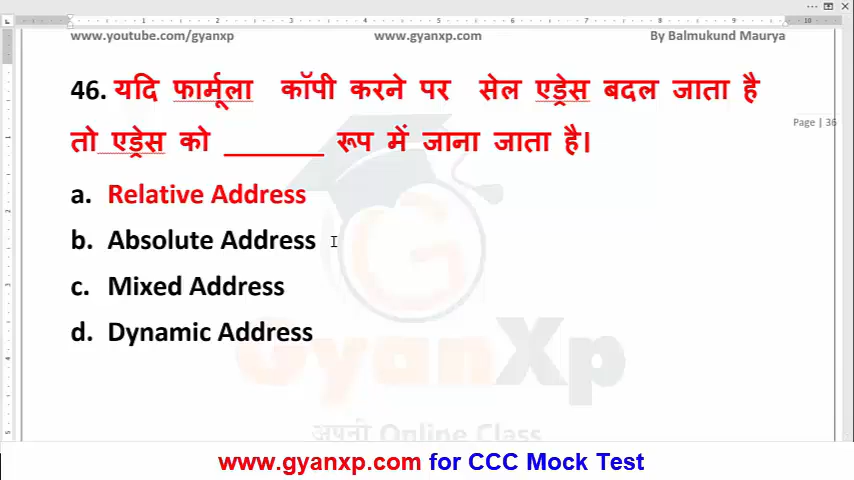 www.youtube.com/gyanxp www.gyanxp.com By Balmukund Maurya
46. यदि फार्मूला कॉपी करने पर सेल एड्रेस बदल जाता है
Page | 36
तो एड्रेस को ________ रूप में जाना जाता है।
a. Relative Address
b. Absolute Address
c. Mixed Address
d. Dynamic Address
GyanXp
अपनी Online Class
www.gyanxp.com for CCC Mock Test